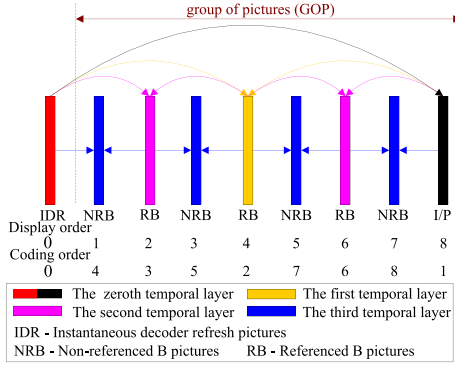 group of pictures (GOP)
IDR NRB RB NRB RB NRB RB NRB I/P
Display order
0 1 2 3 4 5 6 7 8
Coding order
0 4 3 5 2 7 6 8 1
The zeroth temporal layer The first temporal layer
The second temporal layer The third temporal layer
IDR - Instantaneous decoder refresh pictures
NRB - Non-referenced B pictures RB - Referenced B pictures